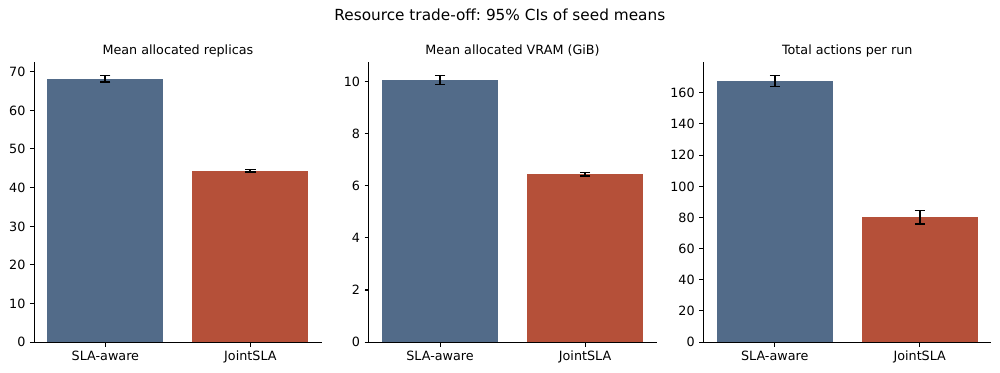 Resource trade-off: 95% CIs of seed means
Mean allocated replicas
70
60
50
40
30
20
10
0
SLA-aware
JointSLA
Mean allocated VRAM (GiB)
10
8
6
4
2
0
SLA-aware
JointSLA
Total actions per run
160
140
120
100
80
60
40
20
0
SLA-aware
JointSLA